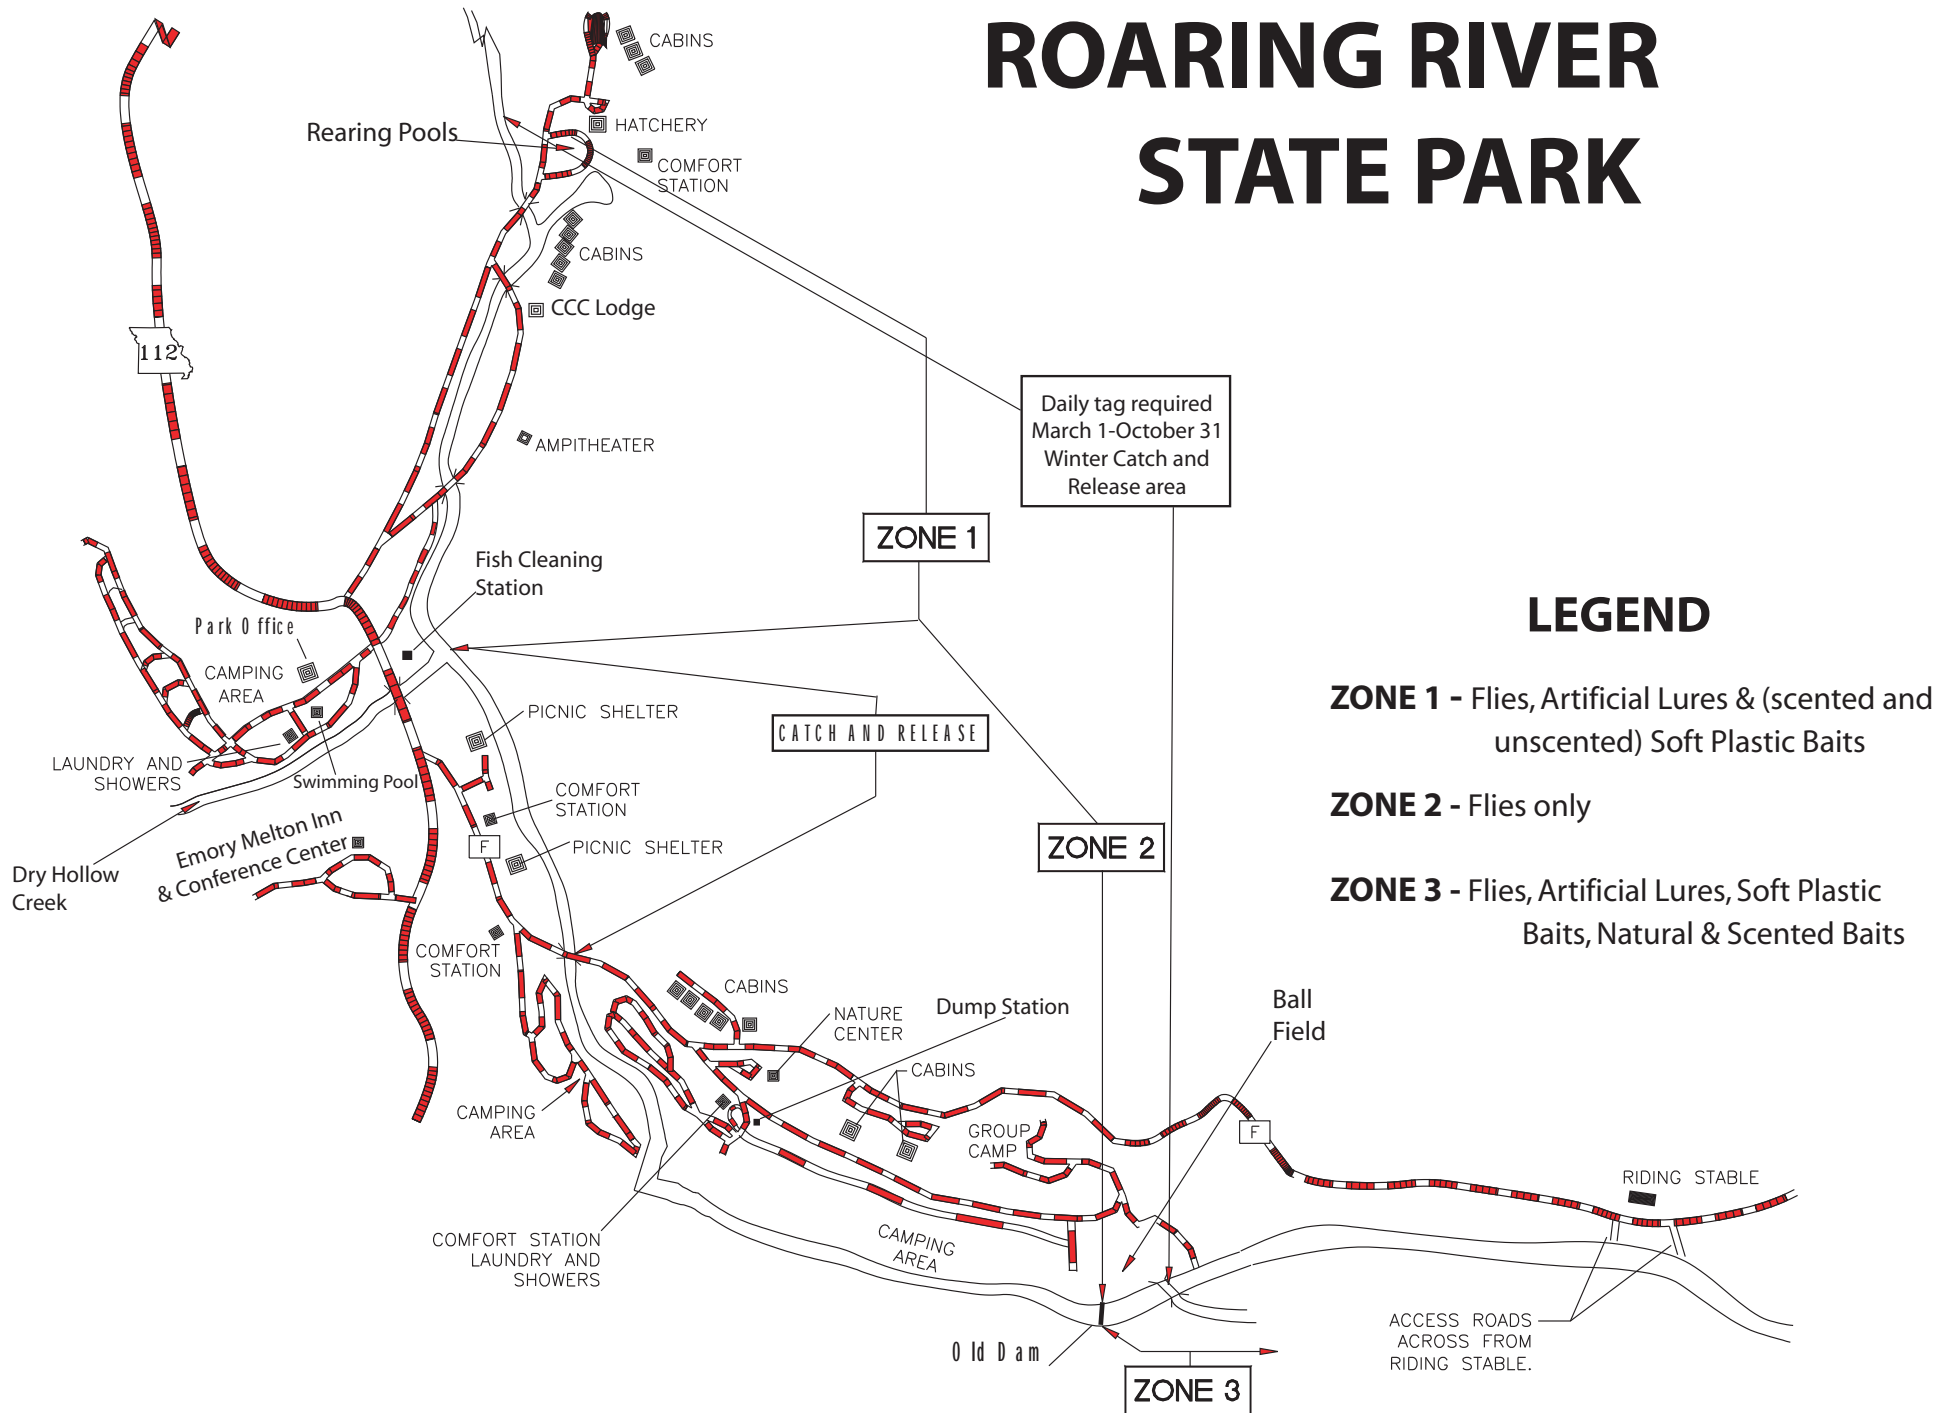 ROARING RIVER
STATE PARK
CABINS
Rearing Pools
HATCHERY
COMFORT
STATION
CABINS
CCC Lodge
112
Daily tag required
March 1-October 31
Winter Catch and
Release area
AMPITHEATER
ZONE 1
Fish Cleaning
Station
Park Office
CAMPING
AREA
LAUNDRY AND
SHOWERS
Swimming Pool
PICNIC SHELTER
CATCH AND RELEASE
COMFORT
STATION
F
PICNIC SHELTER
ZONE 2
Emory Melton Inn
& Conference Center
Dry Hollow
Creek
COMFORT
STATION
LEGEND
ZONE 1 - Flies, Artificial Lures & (scented and
unscented) Soft Plastic Baits
ZONE 2 - Flies only
ZONE 3 - Flies, Artificial Lures, Soft Plastic
Baits, Natural & Scented Baits
CABINS
NATURE
CENTER
Dump Station
Ball
Field
CABINS
CAMPING
AREA
GROUP
CAMP
F
RIDING STABLE
COMFORT STATION
LAUNDRY AND
SHOWERS
CAMPING
AREA
Old Dam
ZONE 3
ACCESS ROADS
ACROSS FROM
RIDING STABLE.